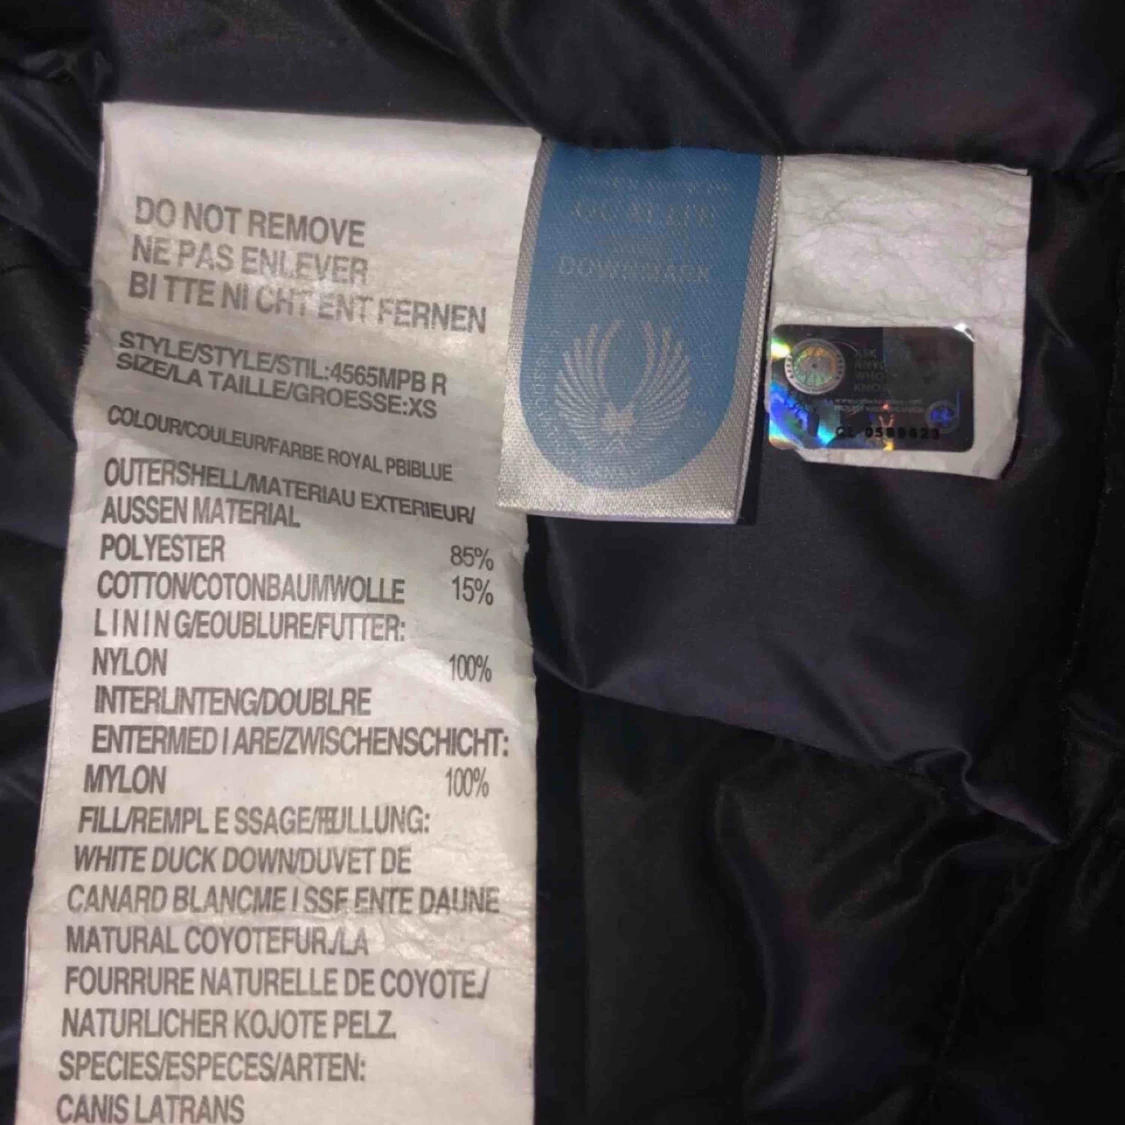 DO NOT REMOVE
NE PAS ENLEVER
BI TTE NI CHT ENT FERNEN
STYLE/STYLE/STIL:4565MPB R
SIZE/LA TAILLE/GROESSE:XS
COLOUR/COULEUR/FARBE ROYAL PBIBLUE
OUTERSHELL/MATERIAU EXTERIEUR/
AUSSEN MATERIAL
POLYESTER 85%
COTTON/COTONBAUMWOLLE 15%
LINING/EOUBLURE/FUTTER:
NYLON 100%
INTERLINTENG/DOUBLRE
ENTERMED I ARE/ZWISCHENSCHICHT:
MYLON 100%
FILL/REMPL E SSAGE/FULLUNG:
WHITE DUCK DOWN/DUVET DE
CANARD BLANCME I SSF ENTE DAUNE
MATURAL COYOTEFUR./LA
FOURRURE NATURELLE DE COYOTE./
NATURLICHER KOJOTE PELZ.
SPECIES/ESPECES/ARTEN:
CANIS LATRANS
DOWNMARK
ASK
WHO